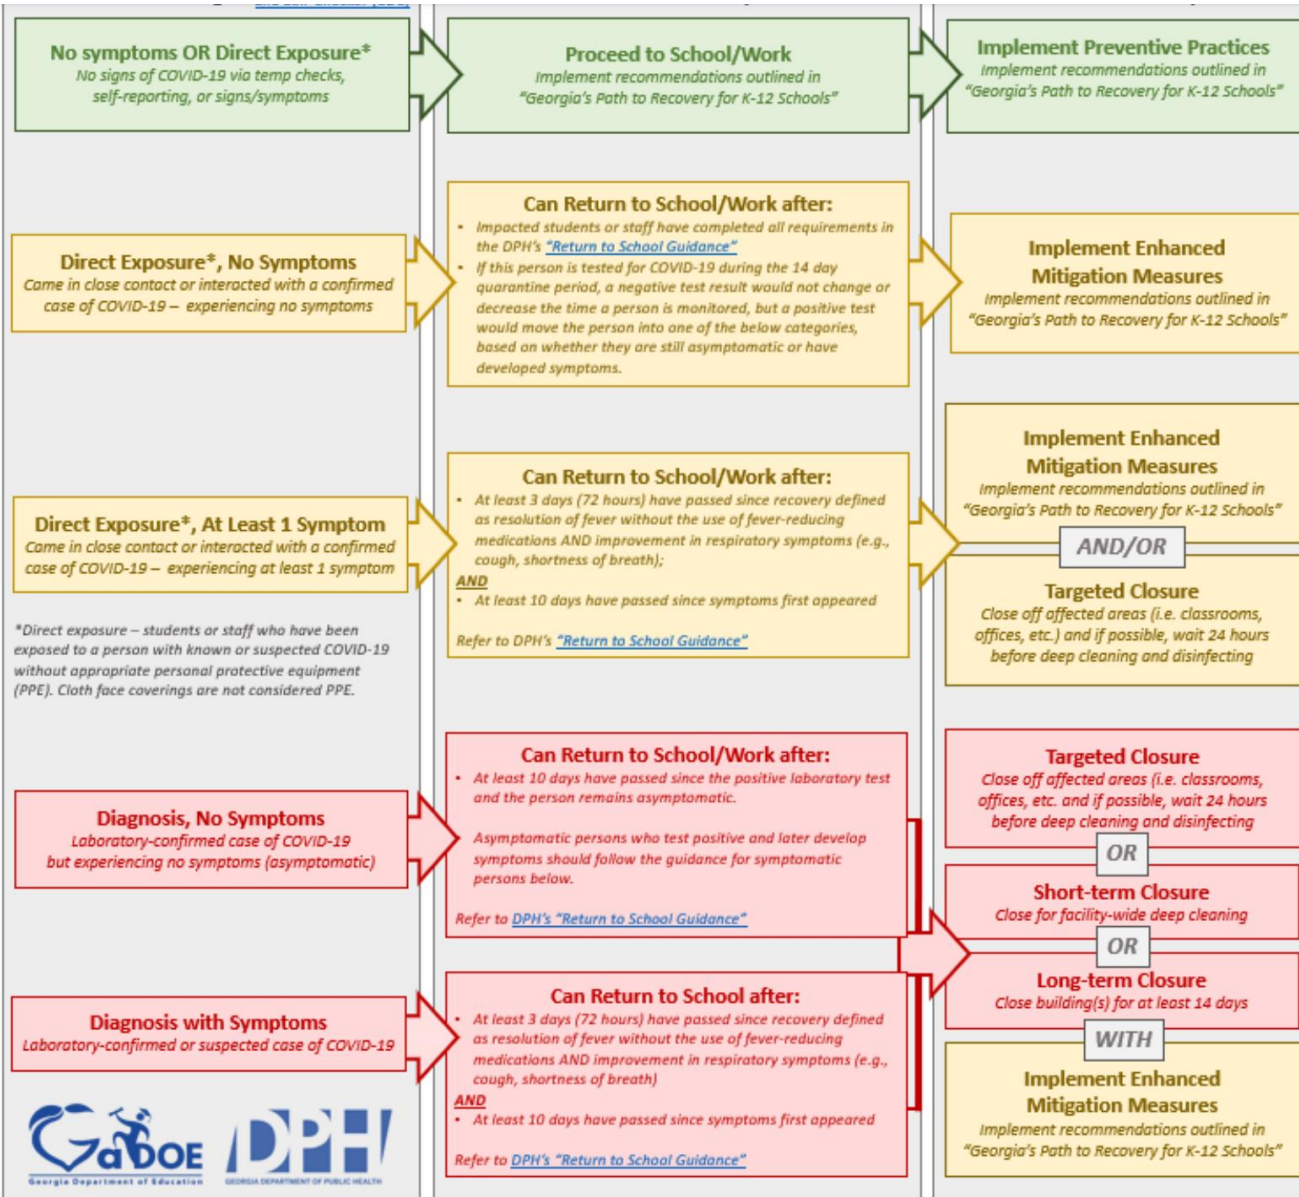 No symptoms OR Direct Exposure*
No signs of COVID-19 via temp checks,
self-reporting, or signs/symptoms
Proceed to School/Work
Implement recommendations outlined in
“Georgia’s Path to Recovery for K-12 Schools”
Implement Preventive Practices
Implement recommendations outlined in
“Georgia’s Path to Recovery for K-12 Schools”
Direct Exposure*, No Symptoms
Came in close contact or interacted with a confirmed
case of COVID-19 – experiencing no symptoms
Can Return to School/Work after:
• Impacted students or staff have completed all requirements in
the DPH’s “Return to School Guidance”
• If this person is tested for COVID-19 during the 14 day
quarantine period, a negative test result would not change or
decrease the time a person is monitored, but a positive test
would move the person into one of the below categories,
based on whether they are still asymptomatic or have
developed symptoms.
Implement Enhanced
Mitigation Measures
Implement recommendations outlined in
“Georgia’s Path to Recovery for K-12 Schools”
Direct Exposure*, At Least 1 Symptom
Came in close contact or interacted with a confirmed
case of COVID-19 – experiencing at least 1 symptom
Can Return to School/Work after:
• At least 3 days (72 hours) have passed since recovery defined
as resolution of fever without the use of fever-reducing
medications AND improvement in respiratory symptoms (e.g.,
cough, shortness of breath);
AND
• At least 10 days have passed since symptoms first appeared
Refer to DPH’s “Return to School Guidance”
Implement Enhanced
Mitigation Measures
Implement recommendations outlined in
“Georgia’s Path to Recovery for K-12 Schools”
AND/OR
Targeted Closure
Close off affected areas (i.e. classrooms,
offices, etc.) and if possible, wait 24 hours
before deep cleaning and disinfecting
*Direct exposure – students or staff who have been
exposed to a person with known or suspected COVID-19
without appropriate personal protective equipment
(PPE). Cloth face coverings are not considered PPE.
Diagnosis, No Symptoms
Laboratory-confirmed case of COVID-19
but experiencing no symptoms (asymptomatic)
Can Return to School/Work after:
• At least 10 days have passed since the positive laboratory test
and the person remains asymptomatic.
Asymptomatic persons who test positive and later develop
symptoms should follow the guidance for symptomatic
persons below.
Refer to DPH’s “Return to School Guidance”
Targeted Closure
Close off affected areas (i.e. classrooms,
offices, etc. and if possible, wait 24 hours
before deep cleaning and disinfecting
OR
Short-term Closure
Close for facility-wide deep cleaning
OR
Long-term Closure
Close building(s) for at least 14 days
WITH
Implement Enhanced
Mitigation Measures
Implement recommendations outlined in
“Georgia’s Path to Recovery for K-12 Schools”
Diagnosis with Symptoms
Laboratory-confirmed or suspected case of COVID-19
Can Return to School after:
• At least 3 days (72 hours) have passed since recovery defined
as resolution of fever without the use of fever-reducing
medications AND improvement in respiratory symptoms (e.g.,
cough, shortness of breath)
AND
• At least 10 days have passed since symptoms first appeared
Refer to DPH’s “Return to School Guidance”
GaDOE
Georgia Department of Education
DPH
GEORGIA DEPARTMENT OF PUBLIC HEALTH